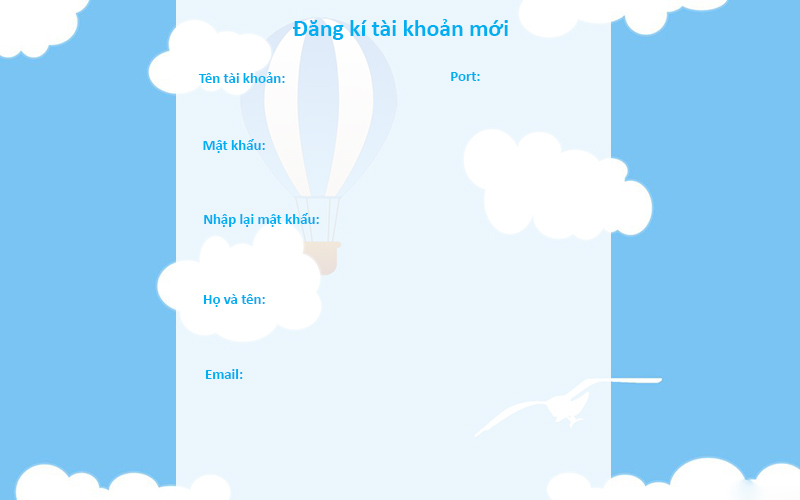 Đăng kí tài khoản mới
Tên tài khoản:
Port:
Mật khẩu:
Nhập lại mật khẩu:
Họ và tên:
Email: